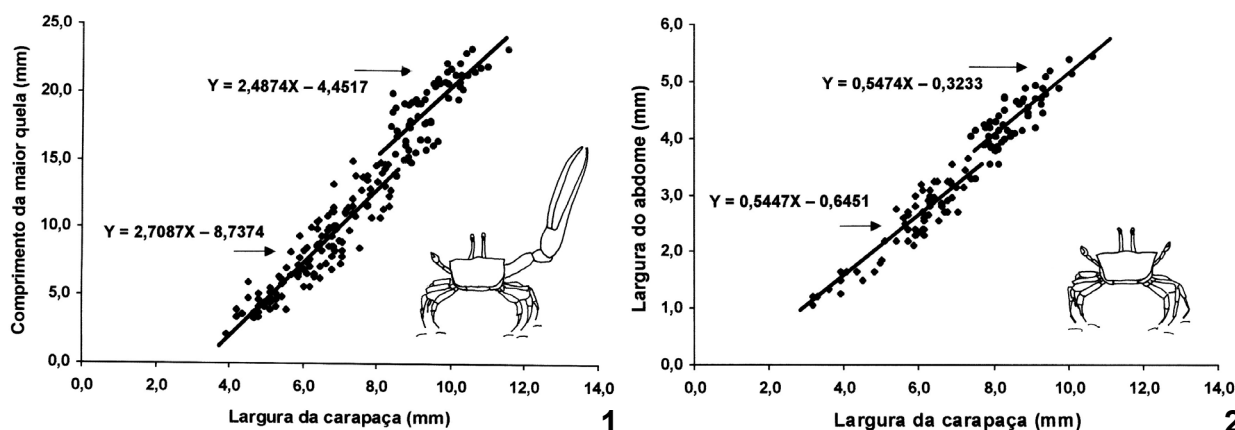 25,0
20,0
15,0
10,0
5,0
0,0
Comprimento da maior quela (mm)
Y = 2,4874X – 4,4517
Y = 2,7087X – 8,7374
0,0 2,0 4,0 6,0 8,0 10,0 12,0 14,0
Largura da carapaça (mm)
1
6,0
5,0
4,0
3,0
2,0
1,0
0,0
Largura do abdome (mm)
Y = 0,5474X – 0,3233
Y = 0,5447X – 0,6451
0,0 2,0 4,0 6,0 8,0 10,0 12,0 14,0
Largura da carapaça (mm)
2